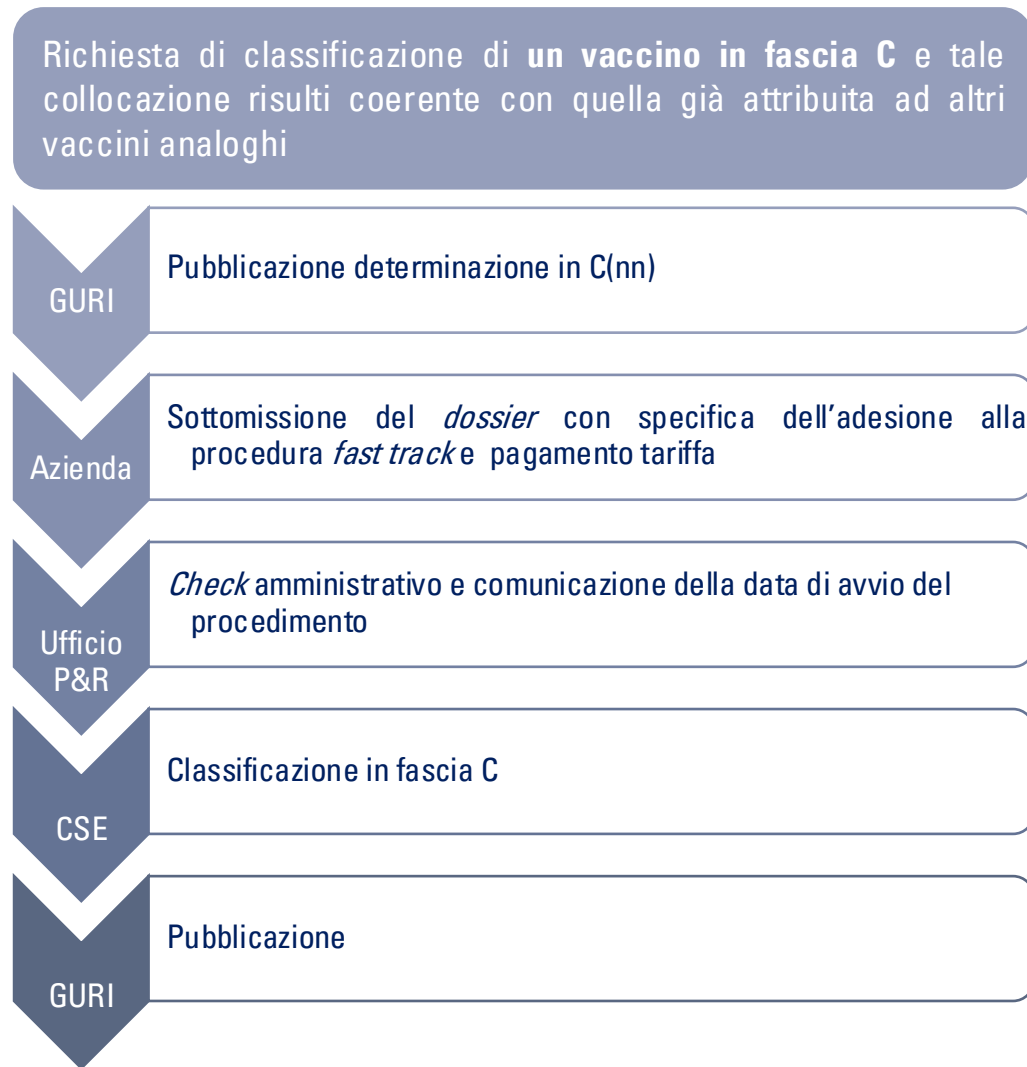 Richiesta di classificazione di un vaccino in fascia C e tale
collocazione risulti coerente con quella già attribuita ad altri
vaccini analoghi
GURI
Pubblicazione determinazione in C(nn)
Azienda
Sottomissione del dossier con specifica dell’adesione alla
procedura fast track e pagamento tariffa
Ufficio
P&R
Check amministrativo e comunicazione della data di avvio del
procedimento
CSE
Classificazione in fascia C
GURI
Pubblicazione